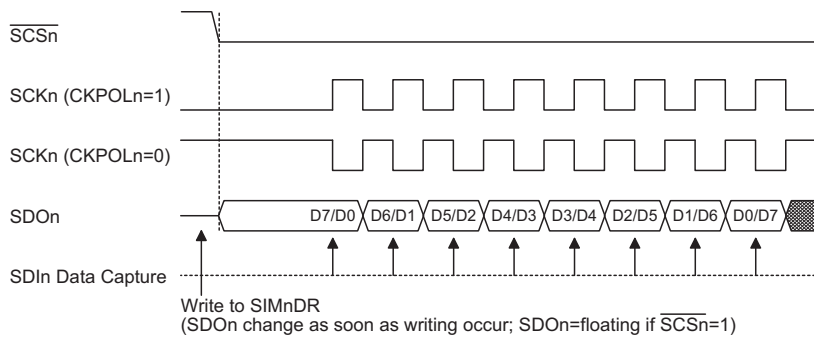 SCSn
SCKn (CKPOLn=1)
SCKn (CKPOLn=0)
SDOn D7/D0 D6/D1 D5/D2 D4/D3 D3/D4 D2/D5 D1/D6 D0/D7
SDIn Data Capture
Write to SIMnDR
(SDOn change as soon as writing occur; SDOn=floating if SCSn=1)